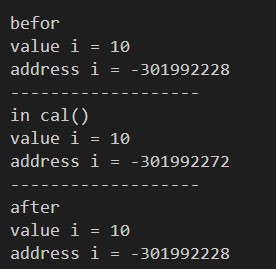 befor
value i = 10
address i = -301992228
-------------------
in cal()
value i = 10
address i = -301992272
-------------------
after
value i = 10
address i = -301992228